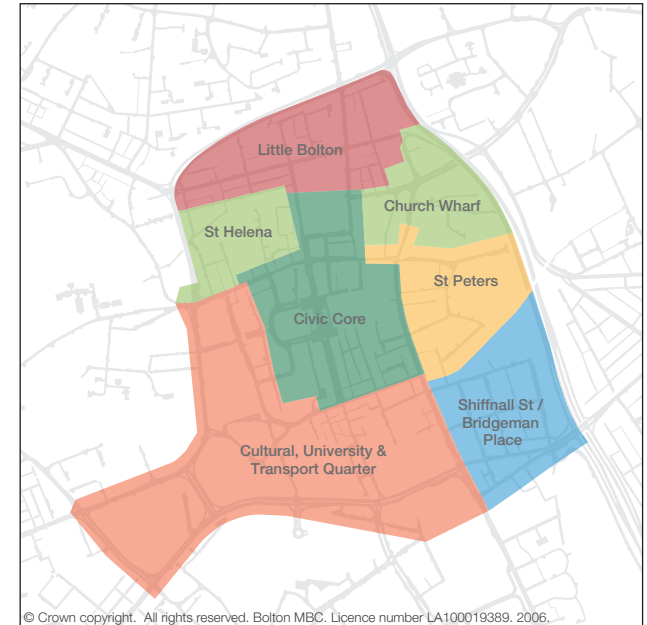 Little Bolton
Church Wharf
St Helena
St Peters
Civic Core
Shiffnall St /
Bridgeman
Place
Cultural, University &
Transport Quarter
© Crown copyright.  All rights reserved. Bolton MBC. Licence number LA100019389. 2006.